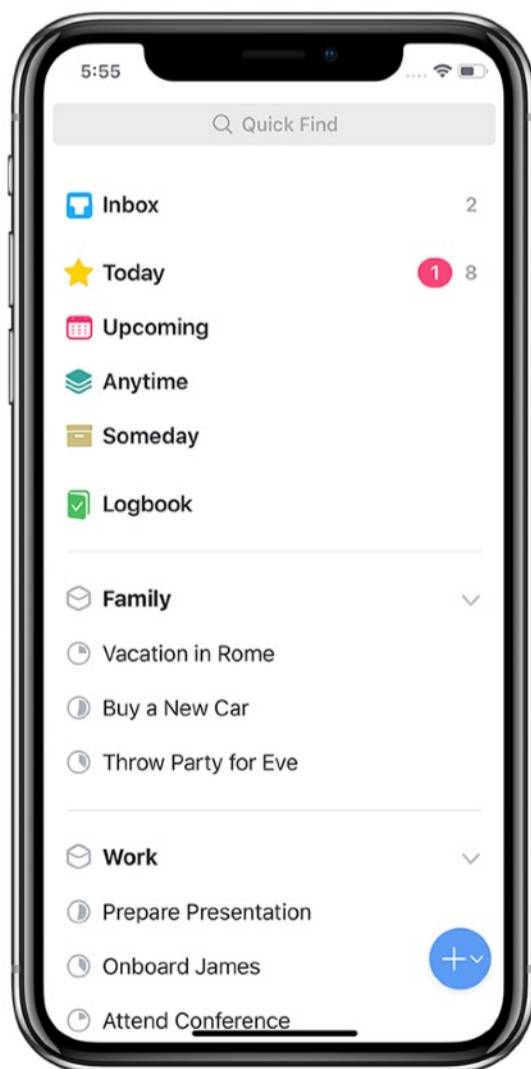 5:55
Quick Find
Inbox 2
Today 1 8
Upcoming
Anytime
Someday
Logbook
Family
Vacation in Rome
Buy a New Car
Throw Party for Eve
Work
Prepare Presentation
Onboard James
Attend Conference